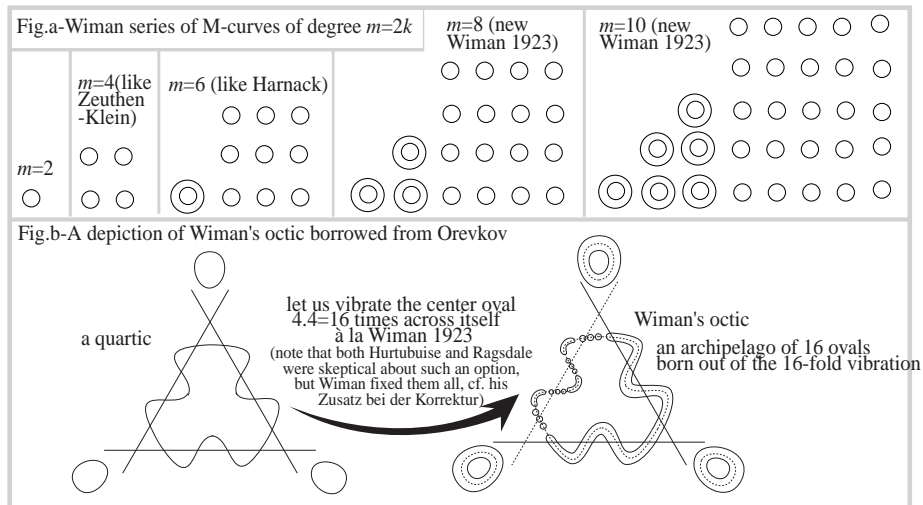 Fig.a-Wiman series of M-curves of degree m=2k
m=8 (new
Wiman 1923)
m=10 (new
Wiman 1923)
m=4(like
Zeuthen
-Klein)
m=6 (like Harnack)
m=2
Fig.b-A depiction of Wiman's octic borrowed from Orevkov
a quartic
let us vibrate the center oval
4.4=16 times across itself
à la Wiman 1923
(note that both Hurtubuise and Ragsdale
were skeptical about such an option,
but Wiman fixed them all, cf. his
Zusatz bei der Korrektur)
Wiman's octic
an archipelago of 16 ovals
born out of the 16-fold vibration